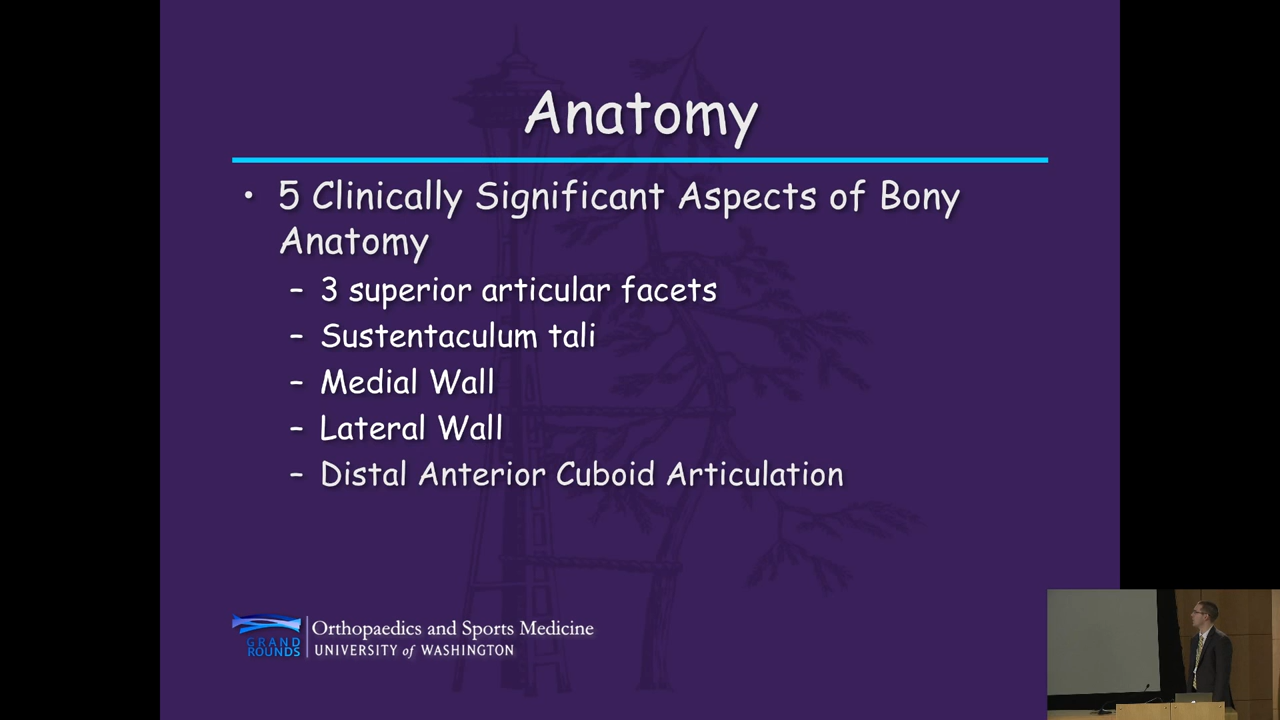 Anatomy
• 5 Clinically Significant Aspects of Bony
Anatomy
– 3 superior articular facets
– Sustentaculum tali
– Medial Wall
– Lateral Wall
– Distal Anterior Cuboid Articulation
GRAND
ROUNDS
Orthopaedics and Sports Medicine
UNIVERSITY of WASHINGTON